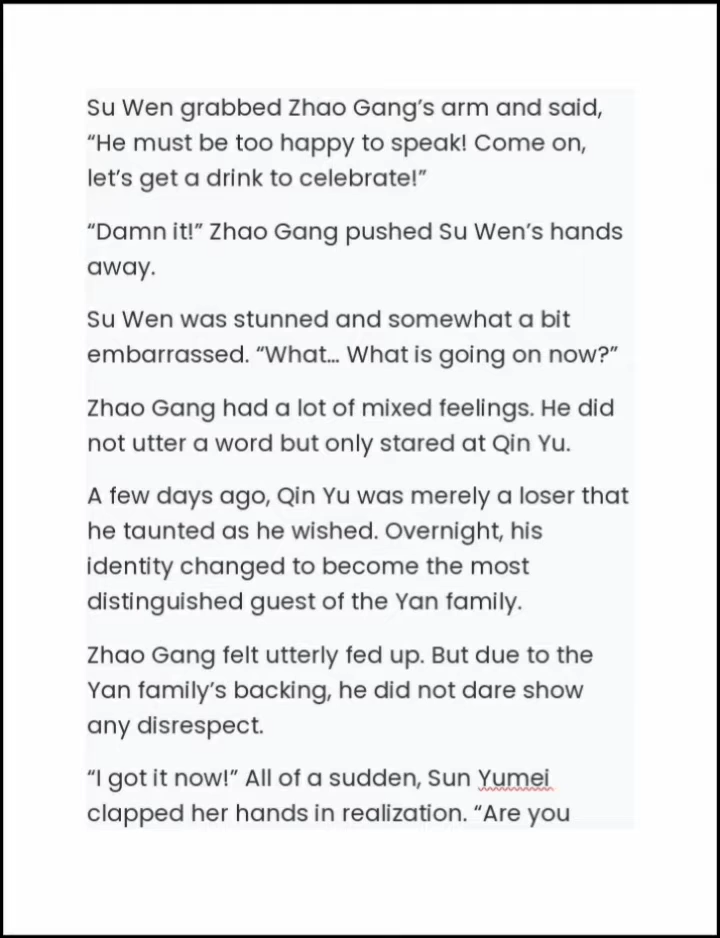 Su Wen grabbed Zhao Gang’s arm and said,
“He must be too happy to speak! Come on,
let’s get a drink to celebrate!”
“Damn it!” Zhao Gang pushed Su Wen’s hands
away.
Su Wen was stunned and somewhat a bit
embarrassed. “What… What is going on now?”
Zhao Gang had a lot of mixed feelings. He did
not utter a word but only stared at Qin Yu.
A few days ago, Qin Yu was merely a loser that
he taunted as he wished. Overnight, his
identity changed to become the most
distinguished guest of the Yan family.
Zhao Gang felt utterly fed up. But due to the
Yan family’s backing, he did not dare show
any disrespect.
“I got it now!” All of a sudden, Sun Yumei
clapped her hands in realization. “Are you